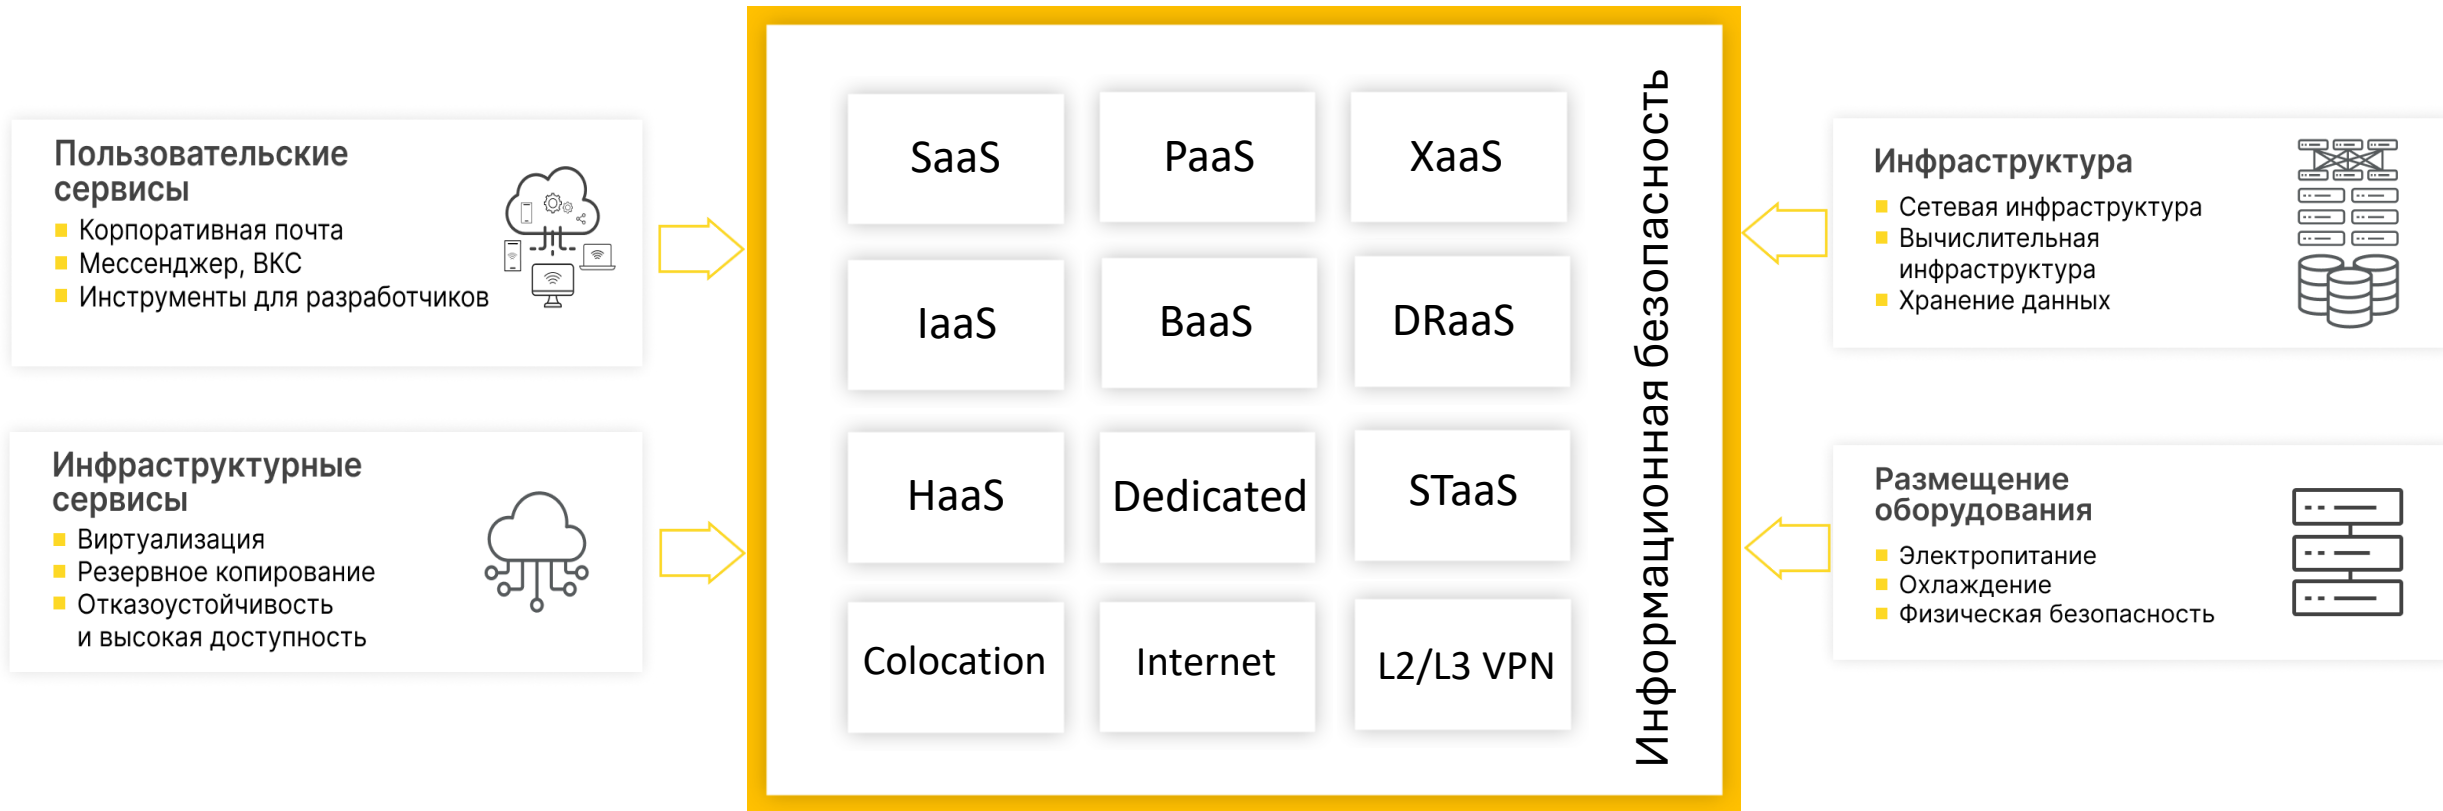 Пользовательские
сервисы
Корпоративная почта
Мессенджер, ВКС
Инструменты для разработчиков
Инфраструктурные
сервисы
Виртуализация
Резервное копирование
Отказоустойчивость
и высокая доступность
SaaS
PaaS
XaaS
IaaS
BaaS
DRaaS
HaaS
Dedicated
STaaS
Colocation
Internet
L2/L3 VPN
Информационная безопасность
Инфраструктура
Сетевая инфраструктура
Вычислительная
инфраструктура
Хранение данных
Размещение
оборудования
Электропитание
Охлаждение
Физическая безопасность